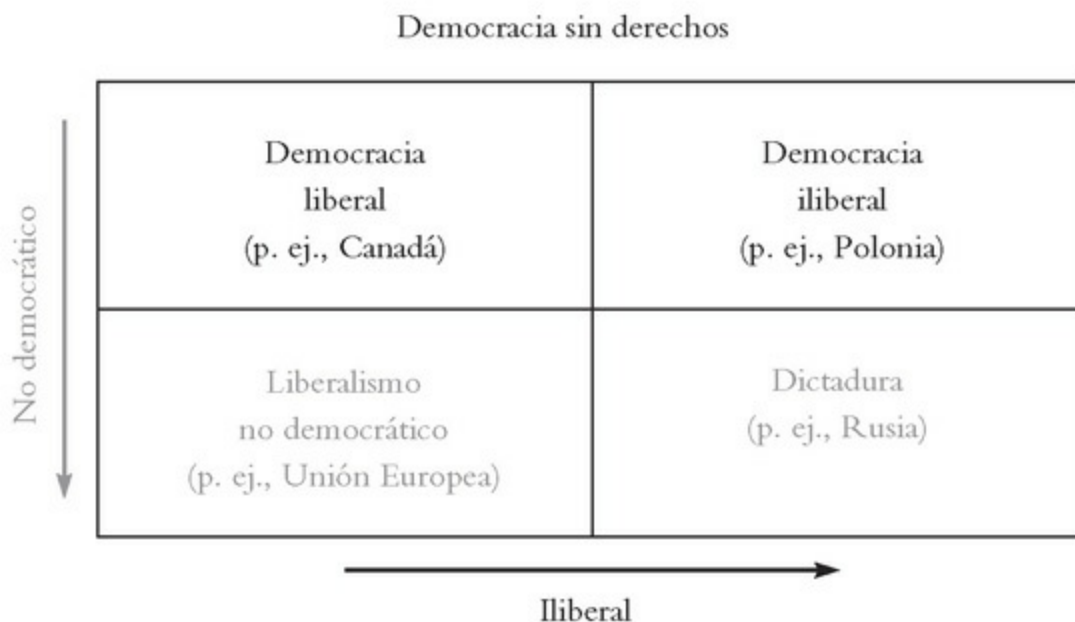 Democracia sin derechos
Democracia
liberal
(p. ej., Canadá)
Democracia
iliberal
(p. ej., Polonia)
No democrático
Liberalismo
no democrático
(p. ej., Unión Europea)
Dictadura
(p. ej., Rusia)
Iliberal